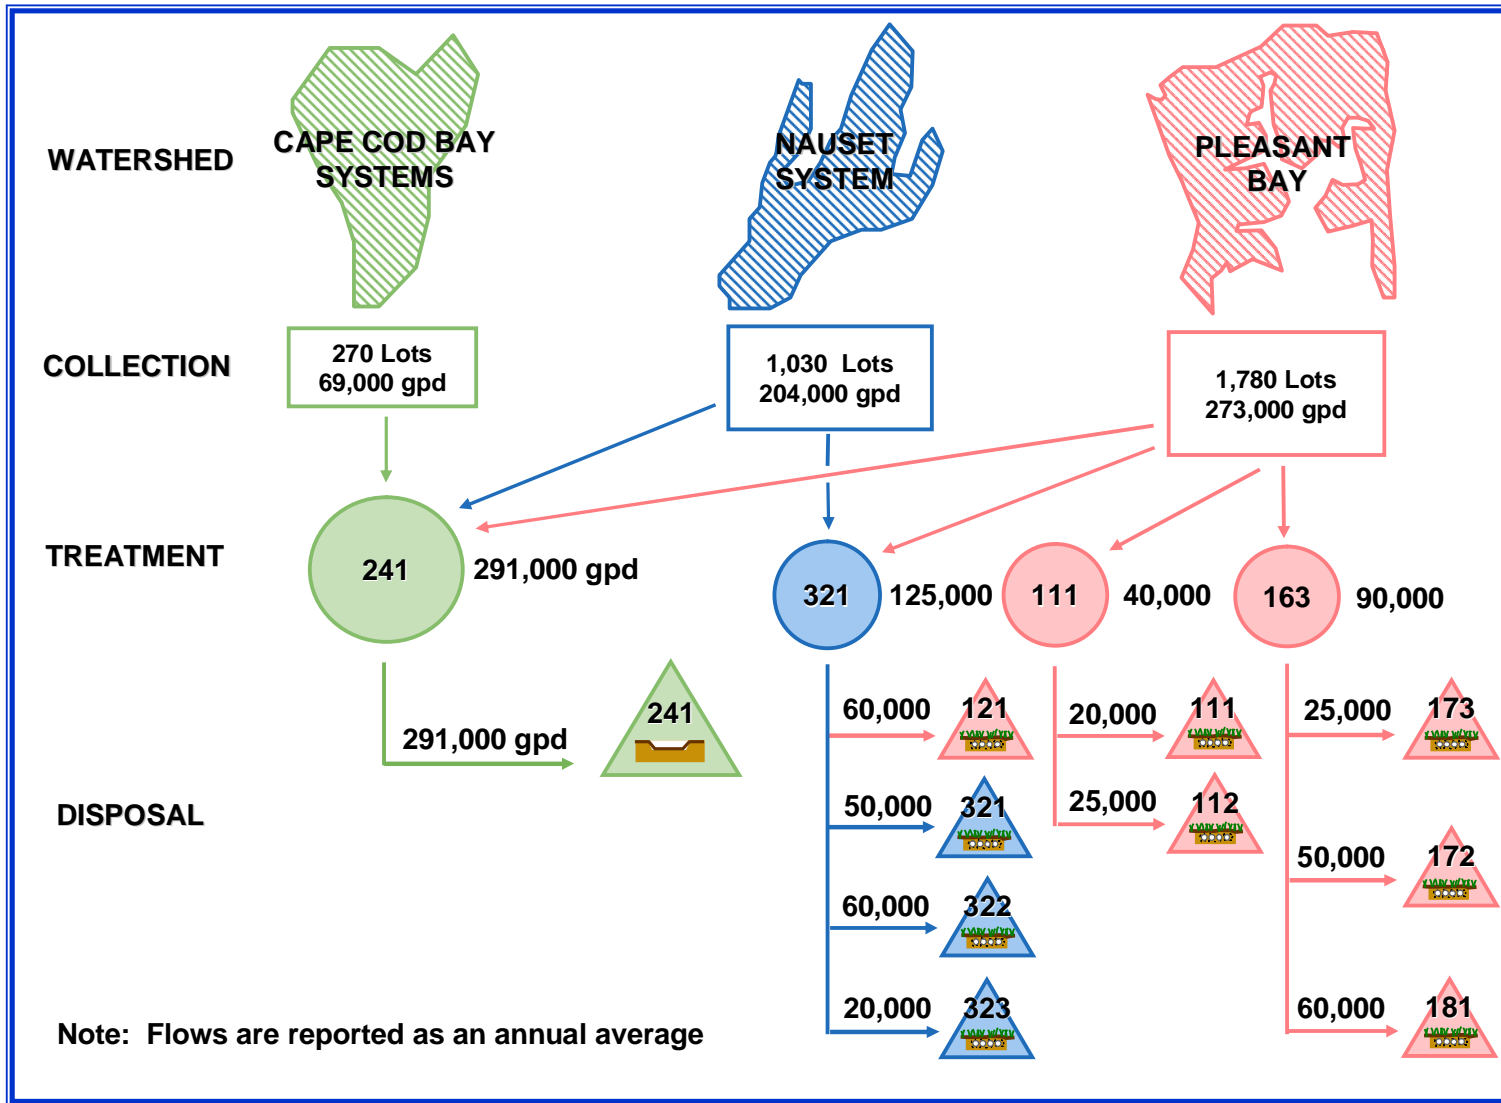 WATERSHED
CAPE COD BAY
SYSTEMS
NAUSET
SYSTEM
PLEASANT
BAY
COLLECTION
270 Lots
69,000 gpd
1,030 Lots
204,000 gpd
1,780 Lots
273,000 gpd
TREATMENT
241
291,000 gpd
321
125,000
111
40,000
163
90,000
DISPOSAL
291,000 gpd
241
60,000
121
50,000
321
60,000
322
20,000
323
20,000
111
25,000
112
25,000
173
50,000
172
60,000
181
Note: Flows are reported as an annual average